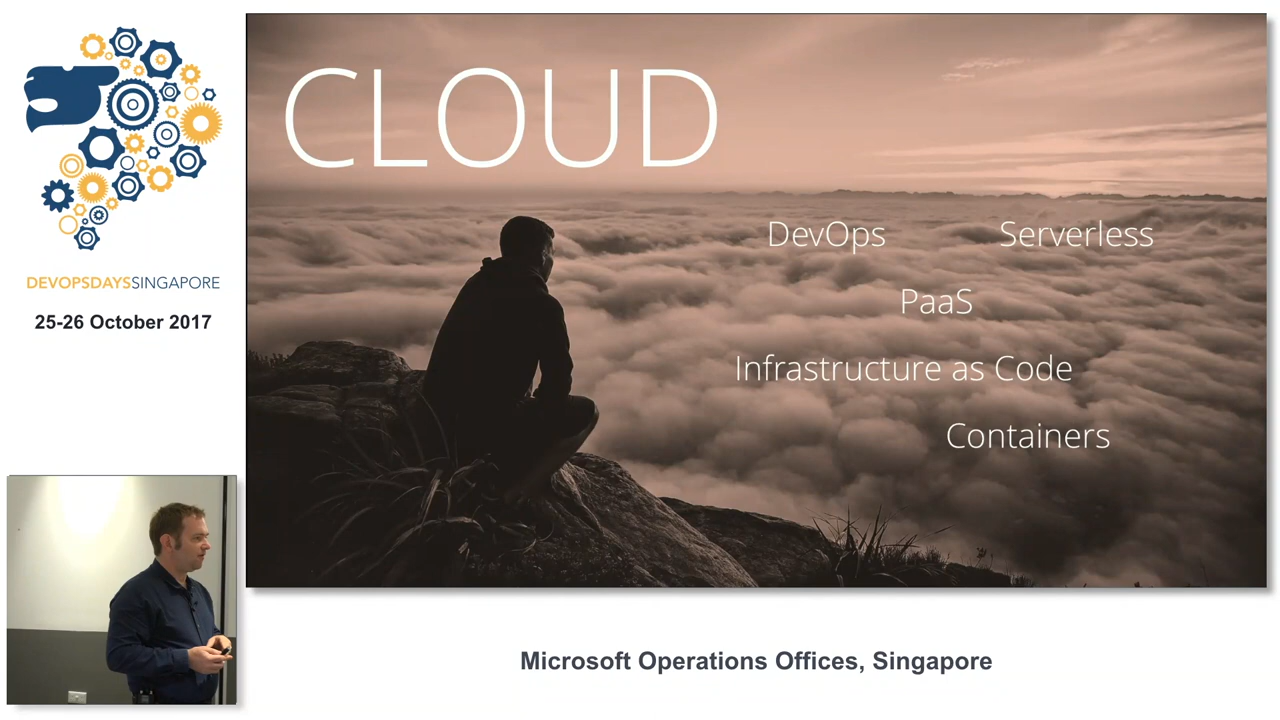 DEVOPSDAYSSINGAPORE
25-26 October 2017
CLOUD
DevOps Serverless
PaaS
Infrastructure as Code
Containers
Microsoft Operations Offices, Singapore